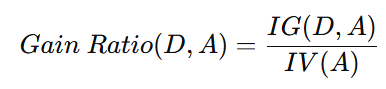 Gain Ratio(D, A) = IG(D, A) / IV(A)